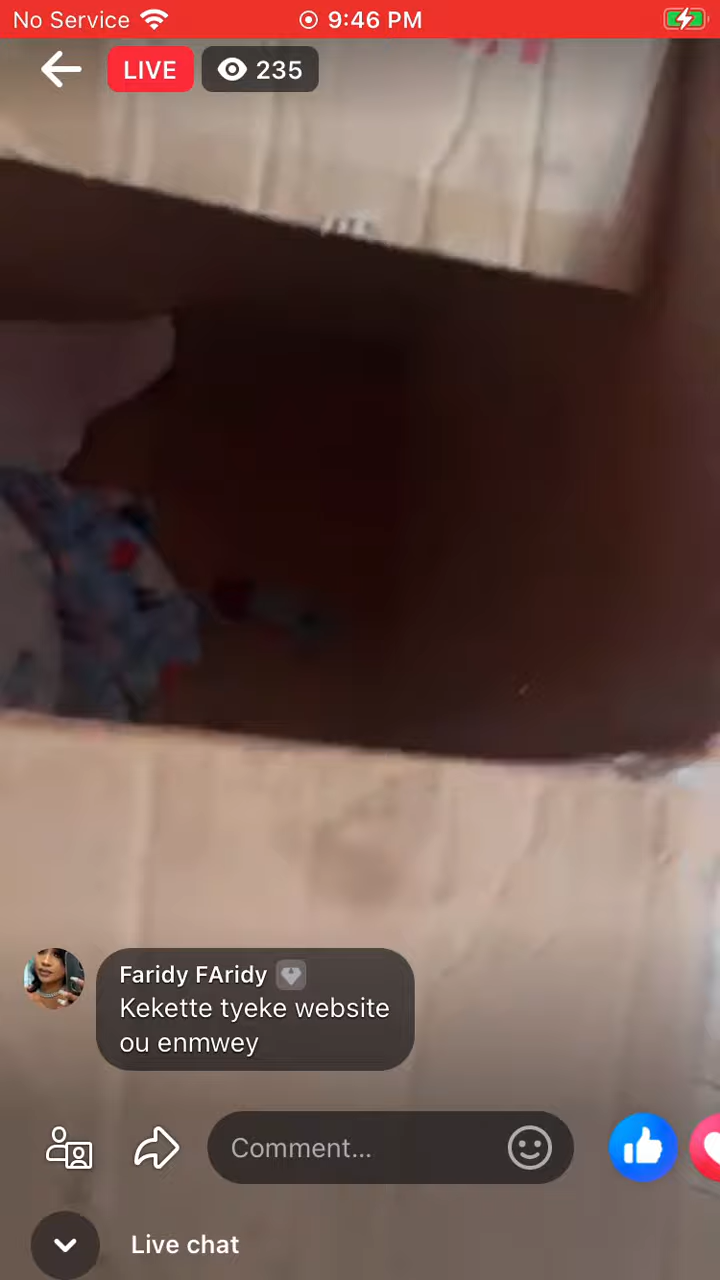 No Service 9:46 PM
LIVE 235
Faridy FAridy
Kekette tyeke website
ou enmwey
Comment...
Live chat